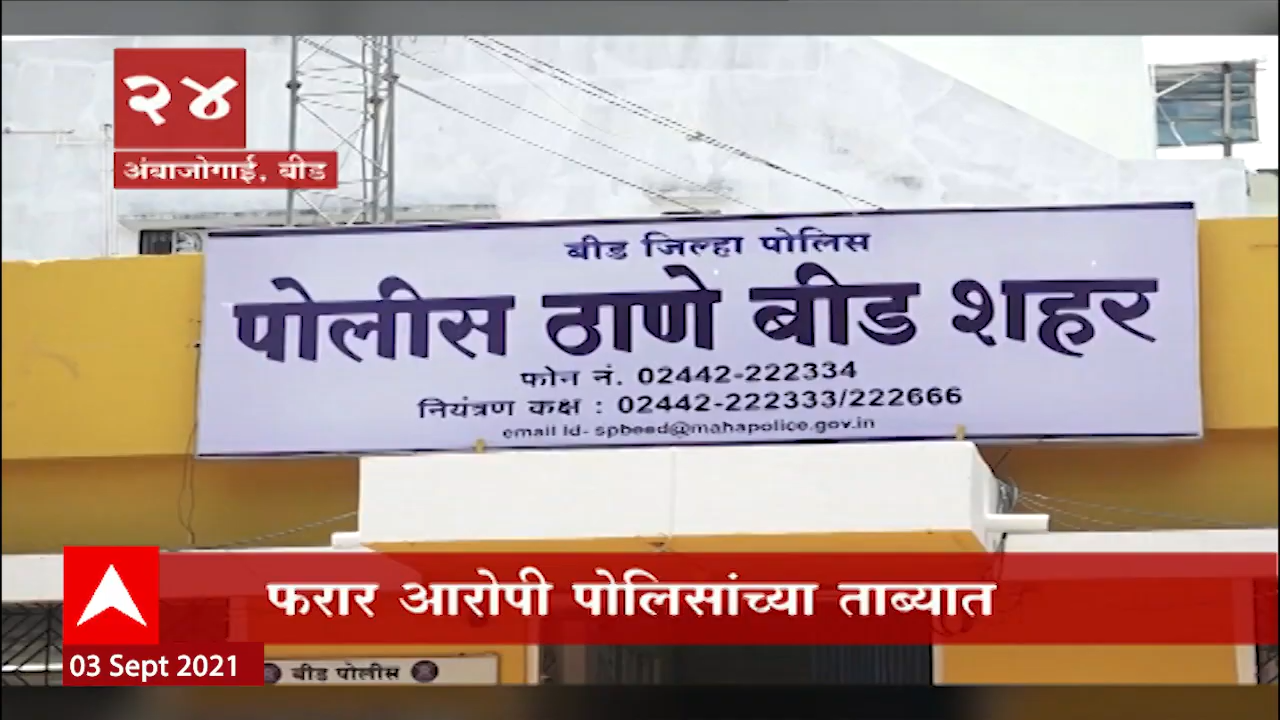 २४
अंबाजोगाई, बीड
बीड जिल्हा पोलिस
पोलीस ठाणे बीड शहर
फोन नं. 02442-222334
नियंत्रण कक्ष : 02442-222333/222666
email Id- spbeed@mahapolice.gov.in
फरार आरोपी पोलिसांच्या ताब्यात
03 Sept 2021
बीड पोलीस